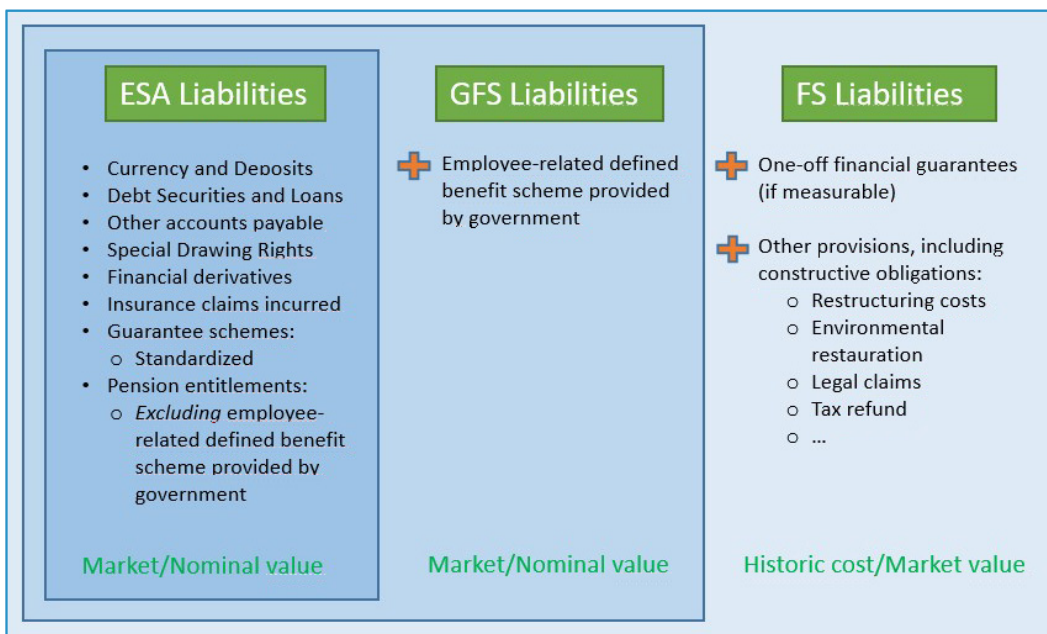 ESA Liabilities
• Currency and Deposits
• Debt Securities and Loans
• Other accounts payable
• Special Drawing Rights
• Financial derivatives
• Insurance claims incurred
• Guarantee schemes:
o Standardized
• Pension entitlements:
o Excluding employee-
related defined benefit
scheme provided by
government
Market/Nominal value
GFS Liabilities
Employee-related defined
benefit scheme provided
by government
Market/Nominal value
FS Liabilities
One-off financial guarantees
(if measurable)
Other provisions, including
constructive obligations:
o Restructuring costs
o Environmental
restauration
o Legal claims
o Tax refund
o ...
Historic cost/Market value